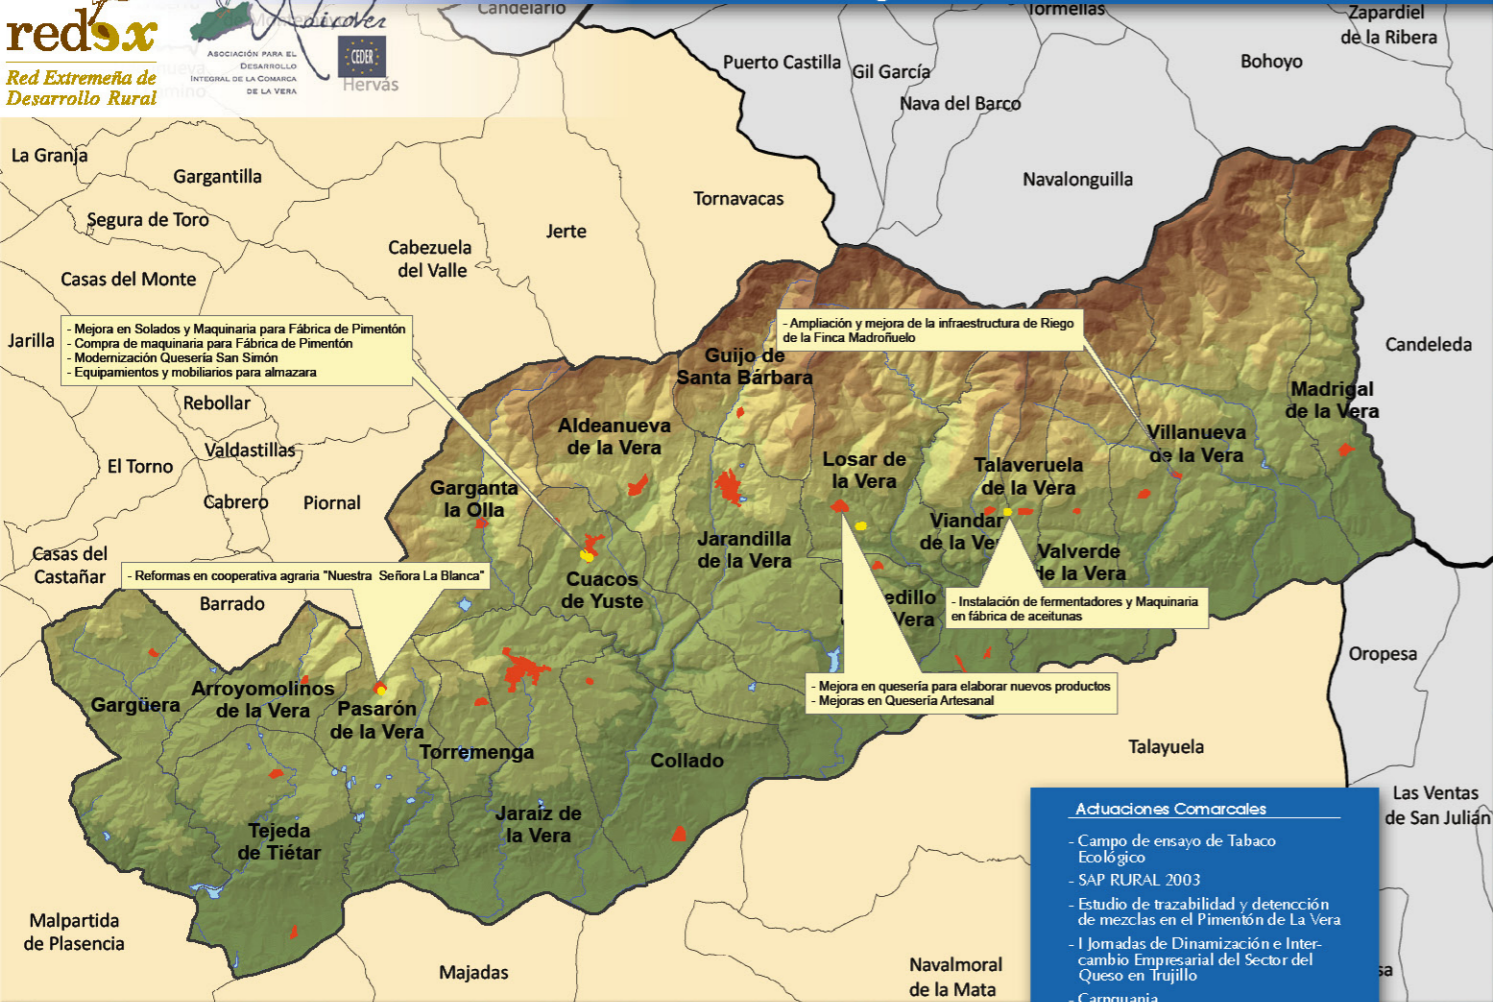 Candelario
Tormellas
Zapardiel
de la Ribera
redex
Red Extremeña de
Desarrollo Rural
Adicover
ASOCIACIÓN PARA EL
DESARROLLO
INTEGRAL DE LA COMARCA
DE LA VERA
CEDER
Hervás
Puerto Castilla
Gil García
Nava del Barco
Bohoyo
La Granja
Gargantilla
Segura de Toro
Casas del Monte
Jarilla
Cabezuela
del Valle
Jerte
Tornavacas
Navalonguilla
Candeleda
- Mejora en Solados y Maquinaria para Fábrica de Pimentón
- Compra de maquinaria para Fábrica de Pimentón
- Modernización Quesería San Simón
- Equipamientos y mobiliarios para almazara
- Ampliación y mejora de la infraestructura de Riego
de la Finca Madroñuelo
Guijo de
Santa Bárbara
Madrigal
de la Vera
Rebollar
Valdastillas
El Torno
Cabrero
Piornal
Aldeanueva
de la Vera
Villanueva
de la Vera
Losar de
la Vera
Talaveruela
de la Vera
Garganta
la Olla
Viandar
de la Ve
Jarandilla
de la Vera
Valverde
de la Vera
Casas del
Castañar
- Reformas en cooperativa agraria "Nuestra Señora La Blanca"
Cuacos
de Yuste
Barrado
edillo
Vera
- Instalación de fermentadores y Maquinaria
en fábrica de aceitunas
Oropesa
- Mejora en quesería para elaborar nuevos productos
- Mejoras en Quesería Artesanal
Gargüera
Arroyomolinos
de la Vera
Pasarón
de la Vera
Torremenga
Collado
Talayuela
Jaraíz de
la Vera
Tejeda
de Tiétar
Las Ventas
de San Julián
Malpartida
de Plasencia
Majadas
Navalmoral
de la Mata
sa
Actuaciones Comarcales
- Campo de ensayo de Tabaco
Ecológico
- SAP RURAL 2003
- Estudio de trazabilidad y detencción
de mezclas en el Pimentón de La Vera
- I Jornadas de Dinamización e Inter-
cambio Empresarial del Sector del
Queso en Trujillo
- Carnquania